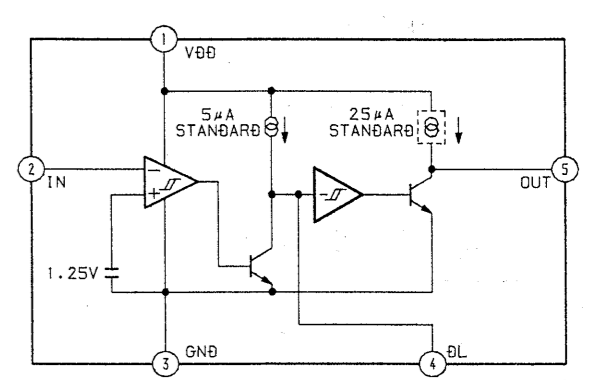 1
VDD
5μA
STANDARD
25μA
STANDARD
2
IN
−
+
−
5
OUT
1.25V
3
GND
4
DL